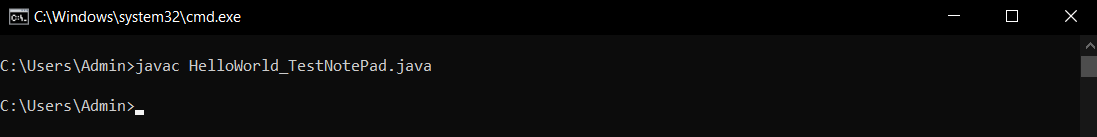 C:\Windows\system32\cmd.exe
C:\Users\Admin>javac HelloWorld_TestNotePad.java
C:\Users\Admin>